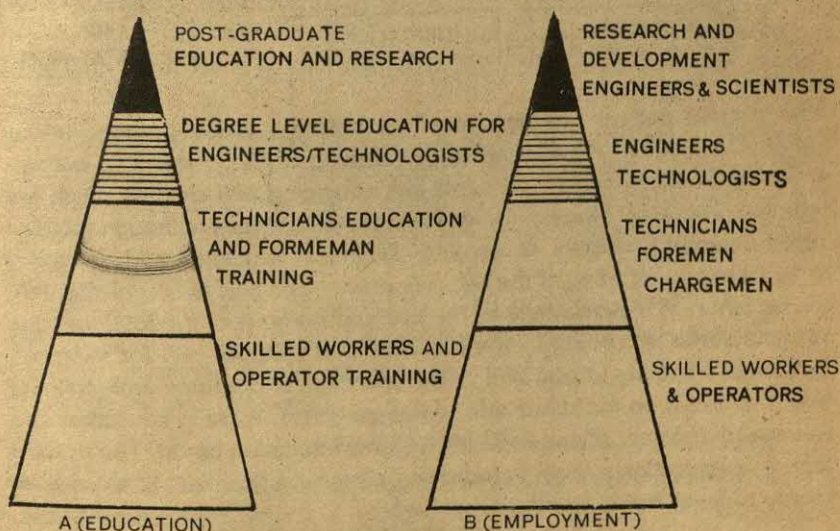 POST-GRADUATE
EDUCATION AND RESEARCH
DEGREE LEVEL EDUCATION FOR
ENGINEERS/TECHNOLOGISTS
TECHNICIANS EDUCATION
AND FORMEMAN
TRAINING
SKILLED WORKERS AND
OPERATOR TRAINING
A (EDUCATION)
RESEARCH AND
DEVELOPMENT
ENGINEERS & SCIENTISTS
ENGINEERS
TECHNOLOGISTS
TECHNICIANS
FOREMEN
CHARGEMEN
SKILLED WORKERS
& OPERATORS
B (EMPLOYMENT)